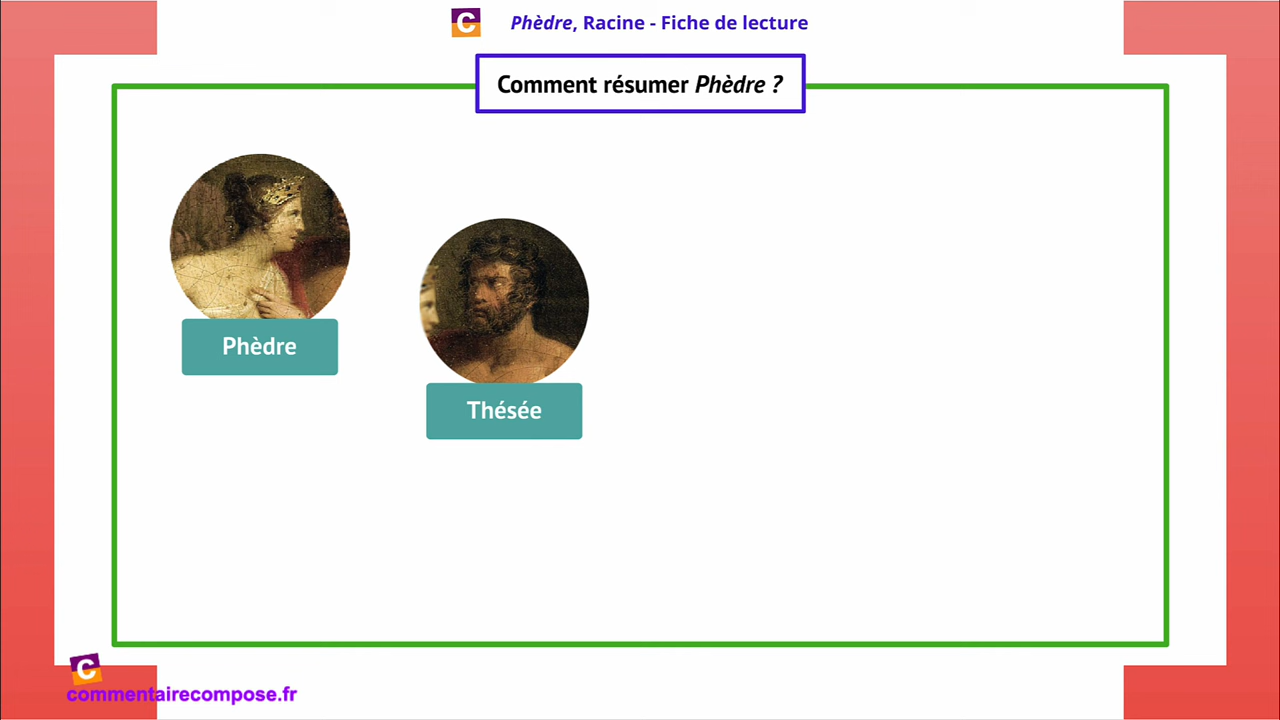 C
Phèdre, Racine - Fiche de lecture
Comment résumer Phèdre ?
Phèdre
Thésée
C
commentairecompose.fr